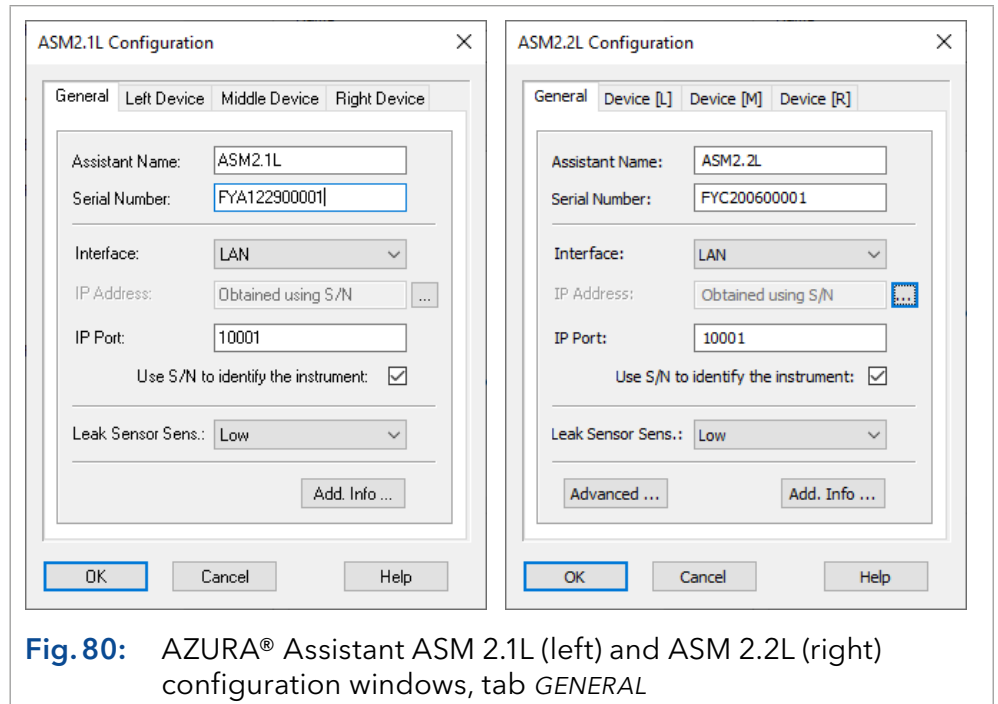 ASM2.1L Configuration
General Left Device Middle Device Right Device
Assistant Name: ASM2.1L
Serial Number: FYA122900001
Interface: LAN
IP Address: Obtained using S/N ...
IP Port: 10001
Use S/N to identify the instrument:
Leak Sensor Sens.: Low
Add. Info ...
OK Cancel Help
ASM2.2L Configuration
General Device [L] Device [M] Device [R]
Assistant Name: ASM2.2L
Serial Number: FYC200600001
Interface: LAN
IP Address: Obtained using S/N ...
IP Port: 10001
Use S/N to identify the instrument:
Leak Sensor Sens.: Low
Advanced ... Add. Info ...
OK Cancel Help
Fig. 80: AZURA® Assistant ASM 2.1L (left) and ASM 2.2L (right)
configuration windows, tab GENERAL